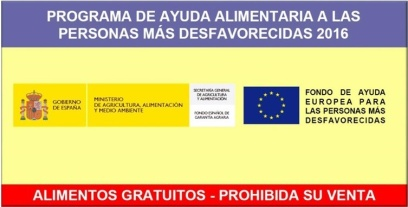 PROGRAMA DE AYUDA ALIMENTARIA A LAS
PERSONAS MÁS DESFAVORECIDAS 2016
GOBIERNO
DE ESPAÑA
MINISTERIO
DE AGRICULTURA, ALIMENTACIÓN
Y MEDIO AMBIENTE
SECRETARÍA GENERAL
DE AGRICULTURA
Y ALIMENTACIÓN
FONDO ESPAÑOL
DE GARANTÍA AGRARIA
FONDO DE AYUDA
EUROPEA PARA
LAS PERSONAS MÁS
DESFAVORECIDAS
ALIMENTOS GRATUITOS - PROHIBIDA SU VENTA